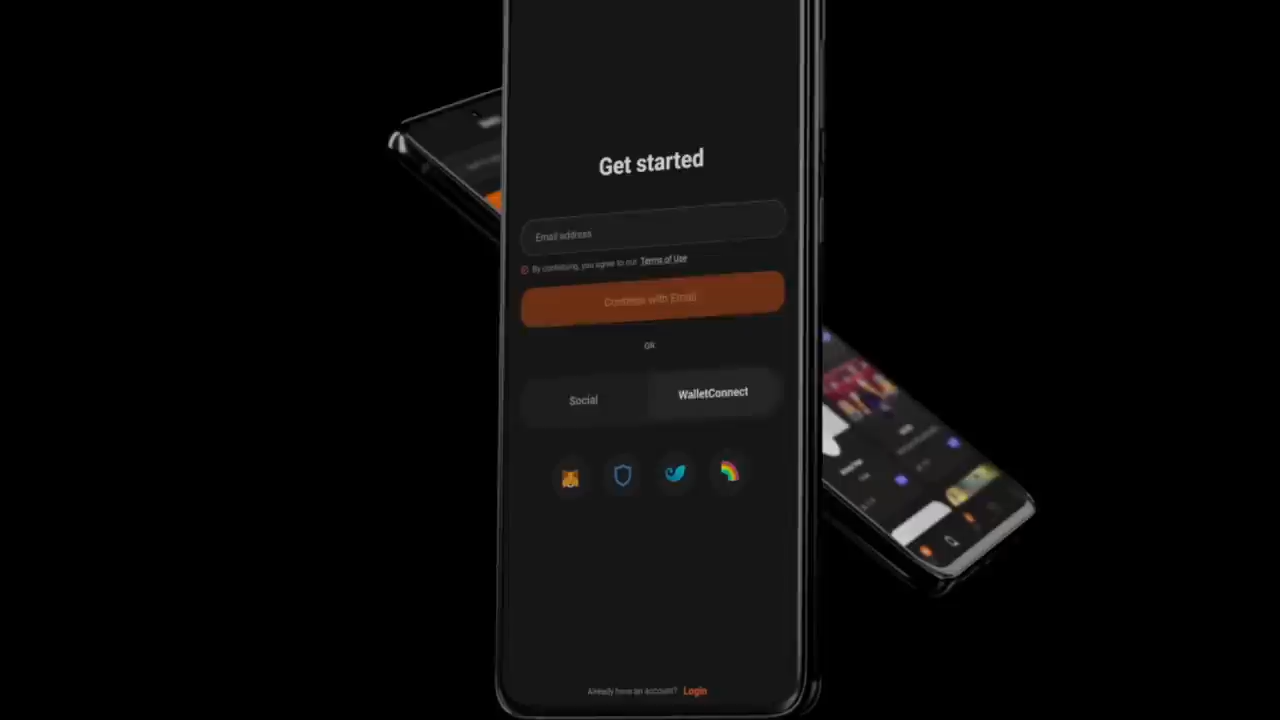 Get started
Email address
By continuing, you agree to our Terms of Use
Continue with Email
OR
Social
WalletConnect
Already have an account? Login